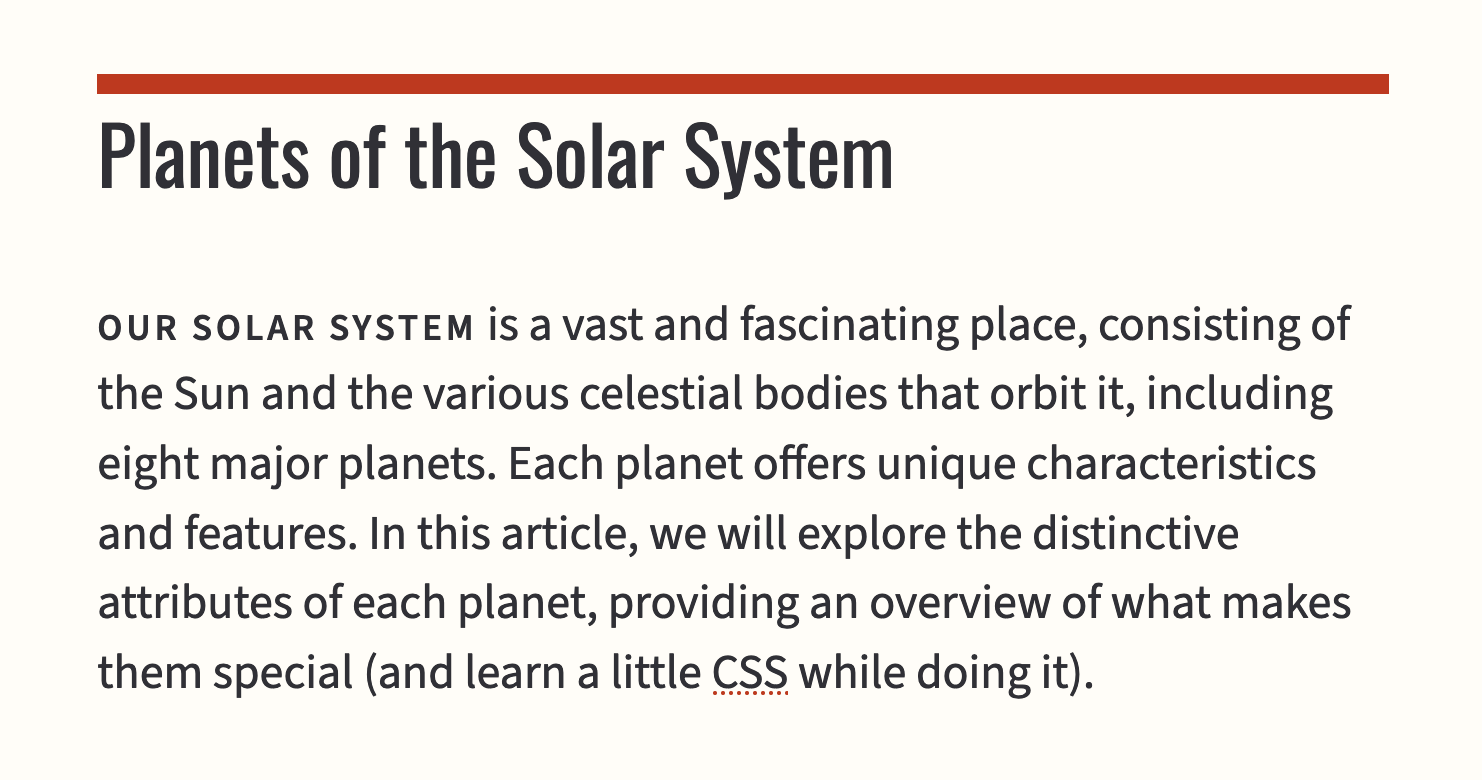 Planets of the Solar System
OUR SOLAR SYSTEM is a vast and fascinating place, consisting of
the Sun and the various celestial bodies that orbit it, including
eight major planets. Each planet offers unique characteristics
and features. In this article, we will explore the distinctive
attributes of each planet, providing an overview of what makes
them special (and learn a little CSS while doing it).